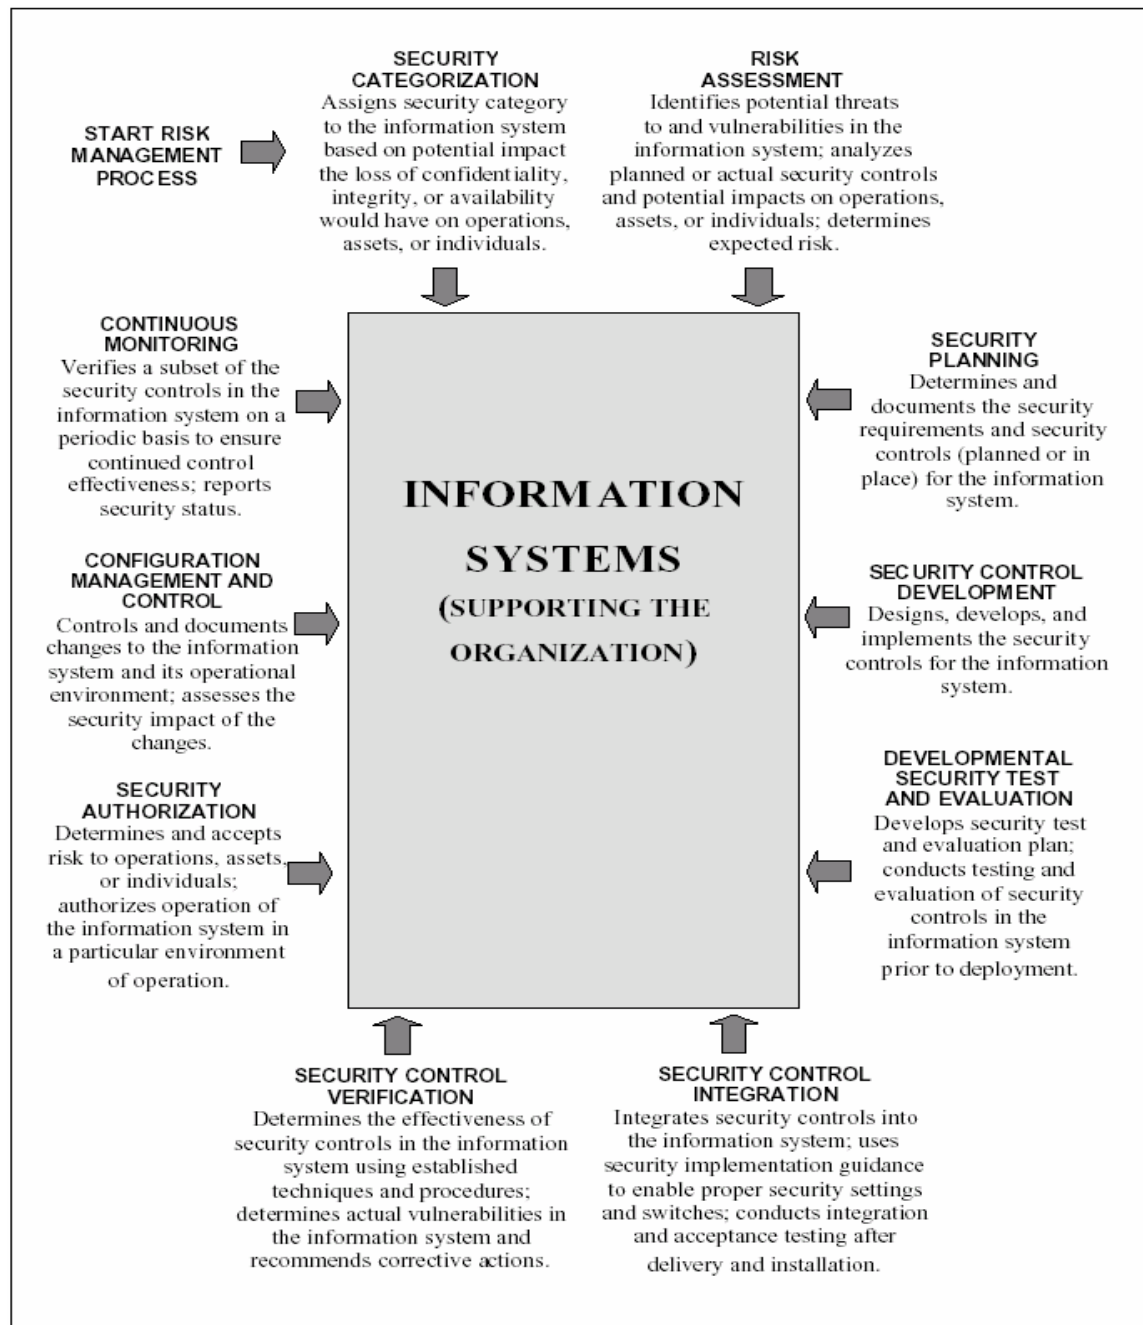 START RISK
MANAGEMENT
PROCESS
SECURITY
CATEGORIZATION
Assigns security category
to the information system
based on potential impact
the loss of confidentiality,
integrity, or availability
would have on operations,
assets, or individuals.
RISK
ASSESSMENT
Identifies potential threats
to and vulnerabilities in the
information system; analyzes
planned or actual security controls
and potential impacts on operations,
assets, or individuals; determines
expected risk.
SECURITY
PLANNING
Determines and
documents the security
requirements and security
controls (planned or in
place) for the information
system.
SECURITY CONTROL
DEVELOPMENT
Designs, develops, and
implements the security
controls for the information
system.
DEVELOPMENTAL
SECURITY TEST
AND EVALUATION
Develops security test
and evaluation plan;
conducts testing and
evaluation of security
controls in the
information system
prior to deployment.
SECURITY CONTROL
INTEGRATION
Integrates security controls into
the information system; uses
security implementation guidance
to enable proper security settings
and switches; conducts integration
and acceptance testing after
delivery and installation.
SECURITY CONTROL
VERIFICATION
Determines the effectiveness of
security controls in the information
system using established
techniques and procedures;
determines actual vulnerabilities in
the information system and
recommends corrective actions.
SECURITY
AUTHORIZATION
Determines and accepts
risk to operations, assets,
or individuals;
authorizes operation of
the information system in
a particular environment
of operation.
CONFIGURATION
MANAGEMENT AND
CONTROL
Controls and documents
changes to the information
system and its operational
environment; assesses the
security impact of the
changes.
CONTINUOUS
MONITORING
Verifies a subset of the
security controls in the
information system on a
periodic basis to ensure
continued control
effectiveness; reports
security status.
INFORMATION
SYSTEMS
(SUPPORTING THE
ORGANIZATION)